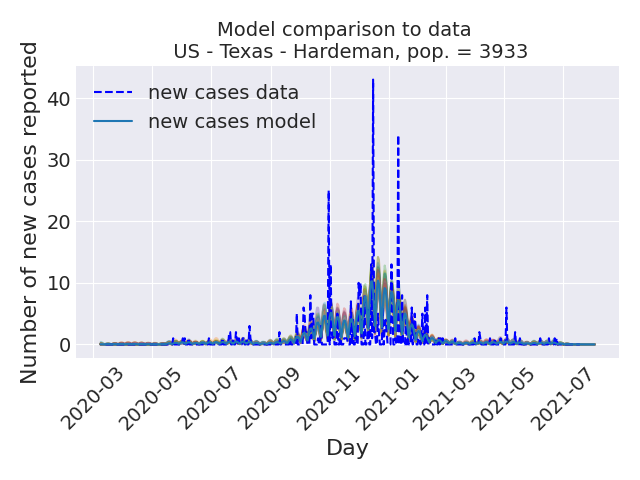 Model comparison to data
US - Texas - Hardeman, pop. = 3933
Number of new cases reported
40
30
20
10
0
new cases data
new cases model
2020-03
2020-05
2020-07
2020-09
2020-11
2021-01
2021-03
2021-05
2021-07
Day